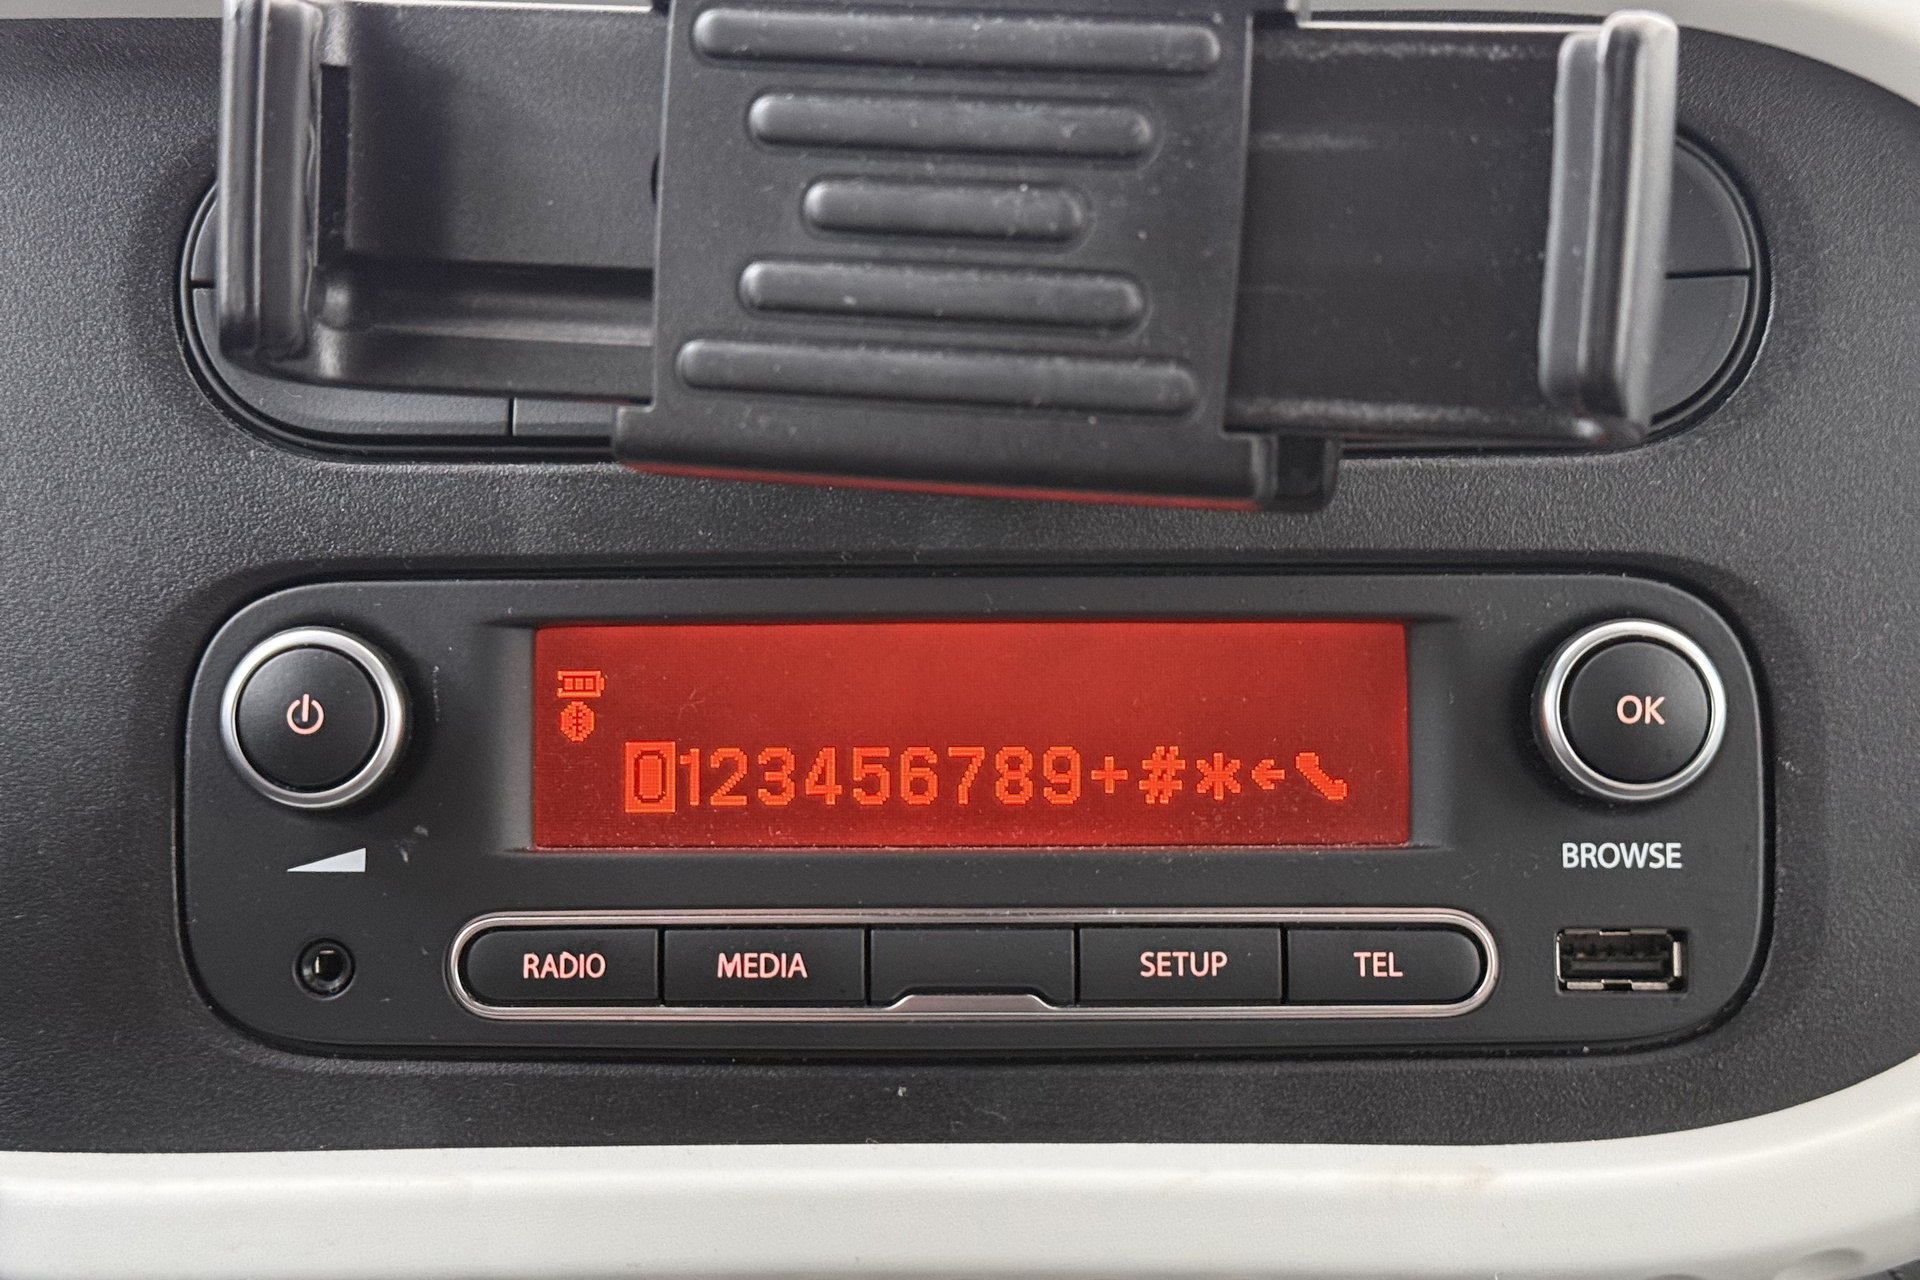 0123456789+#*←
OK
BROWSE
RADIO MEDIA SETUP TEL